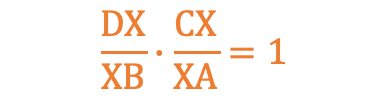 DX/XB · CX/XA = 1